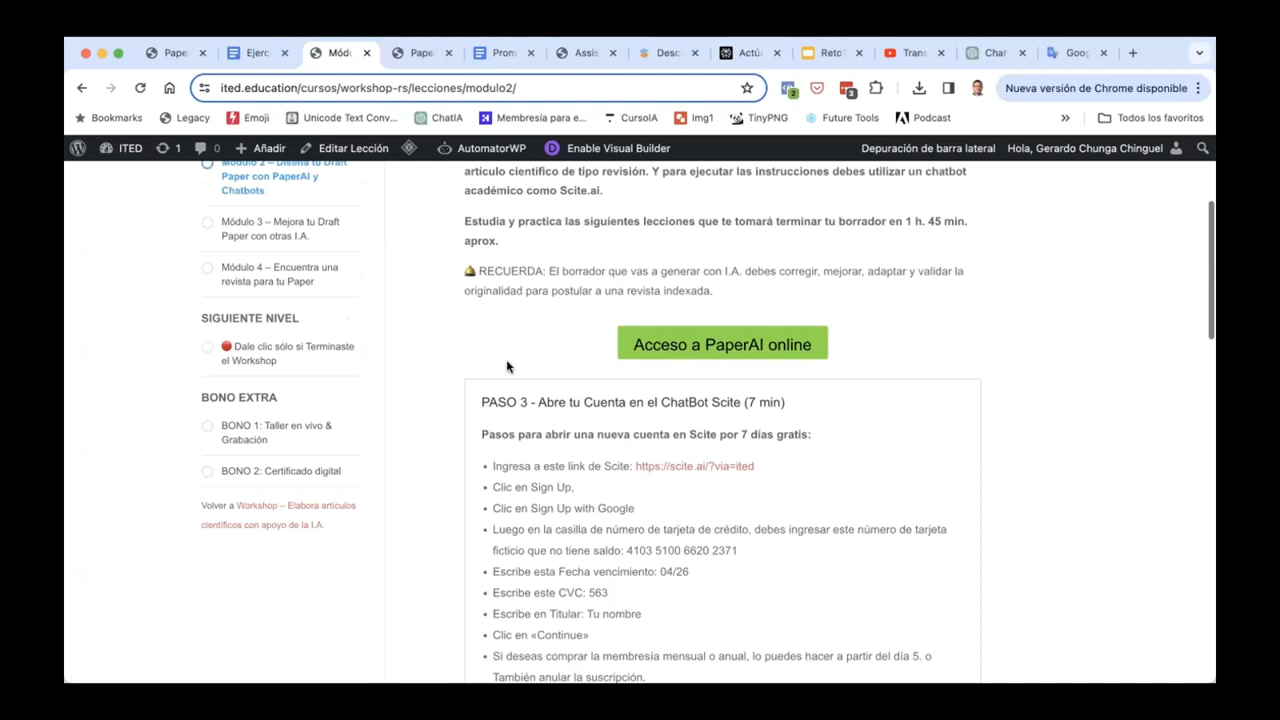 Pape
Ejerc
Módu
Pape
Prom
Assis
Desc
Actú
Reto
Trans
Chat
Goog
ited.education/cursos/workshop-rs/lecciones/modulo2/
2
3
Nueva versión de Chrome disponible
Bookmarks
Legacy
Emoji
Unicode Text Conv...
ChatIA
Membresía para e...
CursoIA
Img1
TinyPNG
Future Tools
Podcast
»
Todos los favoritos
ITED
1
0
Añadir
Editar Lección
AutomatorWP
Enable Visual Builder
Depuración de barra lateral
Hola, Gerardo Chunga Chinguel
Módulo 2 – Diseña tu Draft
Paper con PaperAI y
Chatbots
Módulo 3 – Mejora tu Draft
Paper con otras I.A.
Módulo 4 – Encuentra una
revista para tu Paper
SIGUIENTE NIVEL
Dale clic sólo si Terminaste
el Workshop
BONO EXTRA
BONO 1: Taller en vivo &
Grabación
BONO 2: Certificado digital
Volver a Workshop – Elabora artículos
científicos con apoyo de la I.A.
artículo científico de tipo revisión. Y para ejecutar las instrucciones debes utilizar un chatbot
académico como Scite.ai.
Estudia y practica las siguientes lecciones que te tomará terminar tu borrador en 1 h. 45 min.
aprox.
RECUERDA: El borrador que vas a generar con I.A. debes corregir, mejorar, adaptar y validar la
originalidad para postular a una revista indexada.
Acceso a PaperAI online
PASO 3 - Abre tu Cuenta en el ChatBot Scite (7 min)
Pasos para abrir una nueva cuenta en Scite por 7 días gratis:
• Ingresa a este link de Scite: https://scite.ai/?via=ited
• Clic en Sign Up,
• Clic en Sign Up with Google
• Luego en la casilla de número de tarjeta de crédito, debes ingresar este número de tarjeta
ficticio que no tiene saldo: 4103 5100 6620 2371
• Escribe esta Fecha vencimiento: 04/26
• Escribe este CVC: 563
• Escribe en Titular: Tu nombre
• Clic en «Continue»
• Si deseas comprar la membresía mensual o anual, lo puedes hacer a partir del día 5. o
También anular la suscripción.